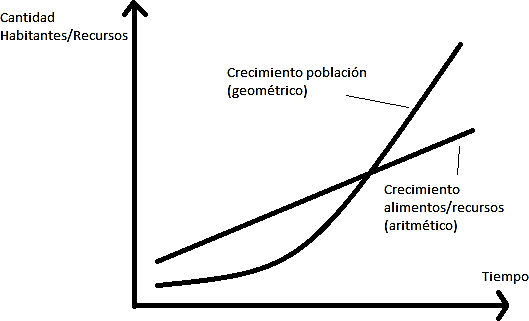 Cantidad
Habitantes/Recursos
Crecimiento población
(geométrico)
Crecimiento
alimentos/recursos
(aritmético)
Tiempo